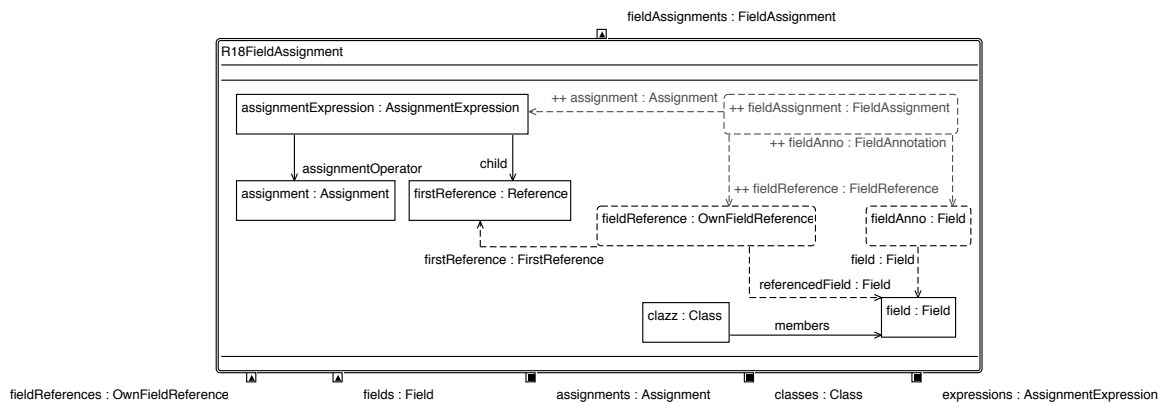 fieldAssignments : FieldAssignment
R18FieldAssignment
++ assignment : Assignment
assignmentExpression : AssignmentExpression
++ fieldAssignment : FieldAssignment
++ fieldAnno : FieldAnnotation
assignmentOperator
child
assignment : Assignment
firstReference : Reference
++ fieldReference : FieldReference
fieldReference : OwnFieldReference
fieldAnno : Field
firstReference : FirstReference
field : Field
referencedField : Field
clazz : Class
field : Field
members
fieldReferences : OwnFieldReference
fields : Field
assignments : Assignment
classes : Class
expressions : AssignmentExpression